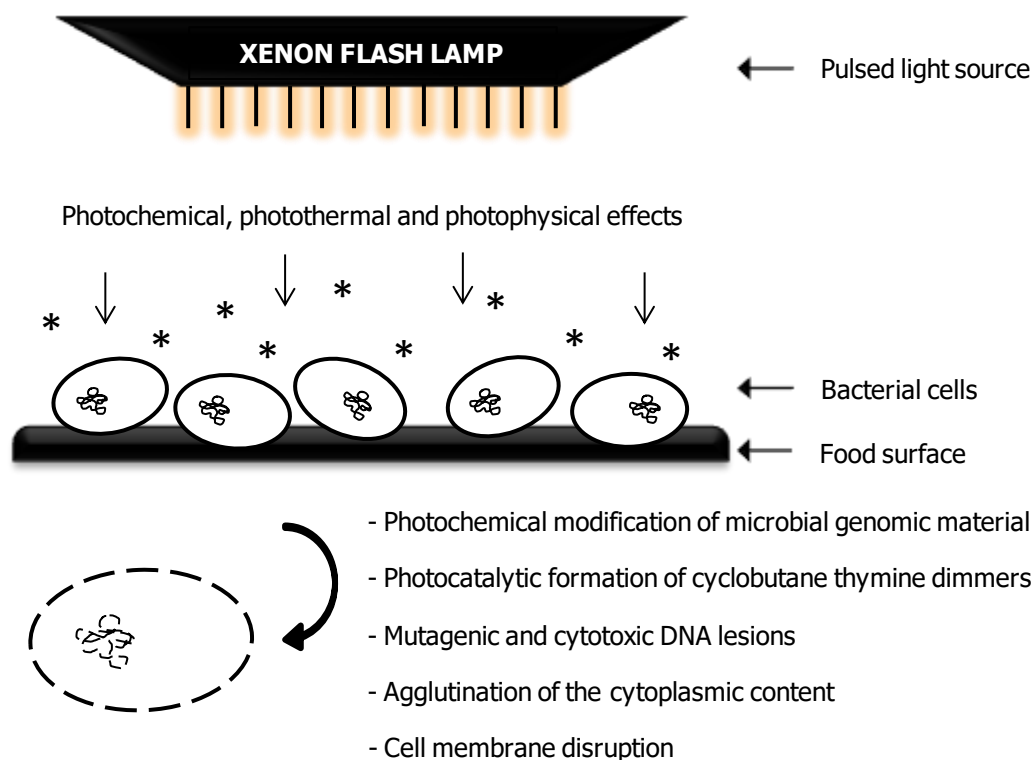 XENON FLASH LAMP
Pulsed light source
Photochemical, photothermal and photophysical effects
* * * * * * * * * *
Bacterial cells
Food surface
- Photochemical modification of microbial genomic material
- Photocatalytic formation of cyclobutane thymine dimmers
- Mutagenic and cytotoxic DNA lesions
- Agglutination of the cytoplasmic content
- Cell membrane disruption